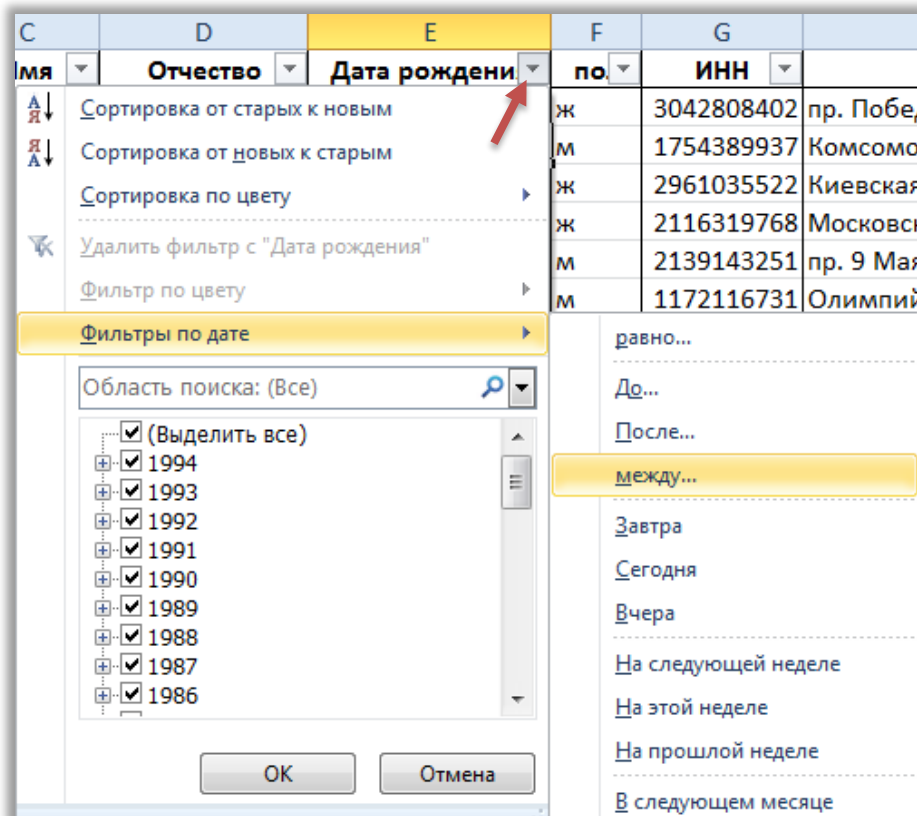 C D E F G
Имя Отчество Дата рождени. по. ИНН
Сортировка от старых к новым
Сортировка от новых к старым
Сортировка по цвету
Удалить фильтр с "Дата рождения"
Фильтр по цвету
Фильтры по дате
Область поиска: (Все)
(Выделить все)
1994
1993
1992
1991
1990
1989
1988
1987
1986
ОК Отмена
ж 3042808402 пр. Побед
м 1754389937 Комсомо
ж 2961035522 Киевская
ж 2116319768 Московск
м 2139143251 пр. 9 Мая
м 1172116731 Олимпий
равно...
До...
После...
между...
Завтра
Сегодня
Вчера
На следующей неделе
На этой неделе
На прошлой неделе
В следующем месяце